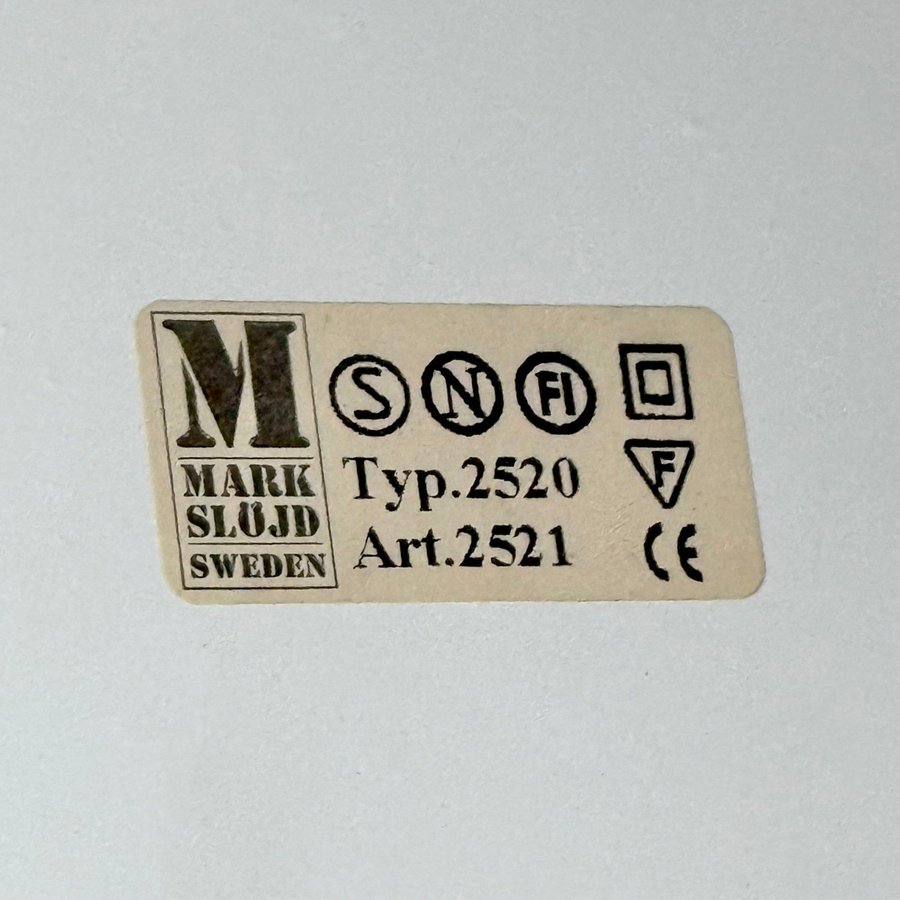 M
MARK
SLÖJD
SWEDEN
S N FI
Typ.2520
Art.2521
F
CE